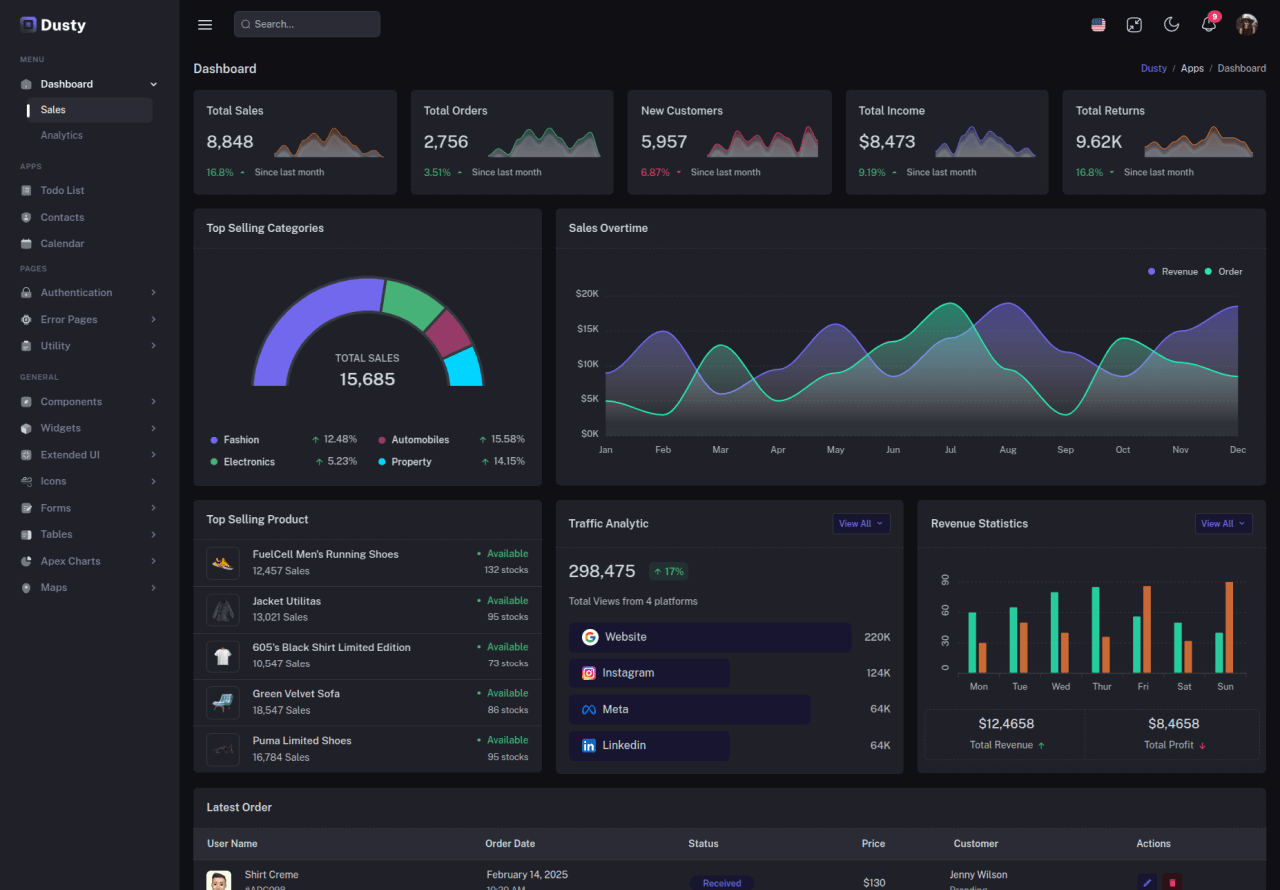 Dusty
Search...
9
MENU
Dashboard
Sales
Analytics
APPS
Todo List
Contacts
Calendar
PAGES
Authentication
Error Pages
Utility
GENERAL
Components
Widgets
Extended UI
Icons
Forms
Tables
Apex Charts
Maps
Dashboard
Dusty / Apps / Dashboard
Total Sales
8,848
16.8% Since last month
Total Orders
2,756
3.51% Since last month
New Customers
5,957
6.87% Since last month
Total Income
$8,473
9.19% Since last month
Total Returns
9.62K
16.8% Since last month
Top Selling Categories
TOTAL SALES
15,685
Fashion ↑ 12.48% Automobiles ↑ 15.58%
Electronics ↑ 5.23% Property ↑ 14.15%
Sales Overtime
Revenue Order
$20K
$15K
$10K
$5K
$0K
Jan Feb Mar Apr May Jun Jul Aug Sep Oct Nov Dec
Top Selling Product
FuelCell Men's Running Shoes • Available
12,457 Sales 132 stocks
Jacket Utilitas • Available
13,021 Sales 95 stocks
605's Black Shirt Limited Edition • Available
10,547 Sales 73 stocks
Green Velvet Sofa • Available
18,547 Sales 86 stocks
Puma Limited Shoes • Available
16,784 Sales 95 stocks
Traffic Analytic View All
298,475 ↑ 17%
Total Views from 4 platforms
Website 220K
Instagram 124K
Meta 64K
in Linkedin 64K
Revenue Statistics View All
90
60
30
0
Mon Tue Wed Thur Fri Sat Sun
$12,4658 $8,4658
Total Revenue ↑ Total Profit ↓
Latest Order
User Name Order Date Status Price Customer Actions
Shirt Creme February 14, 2025 Received $130 Jenny Wilson